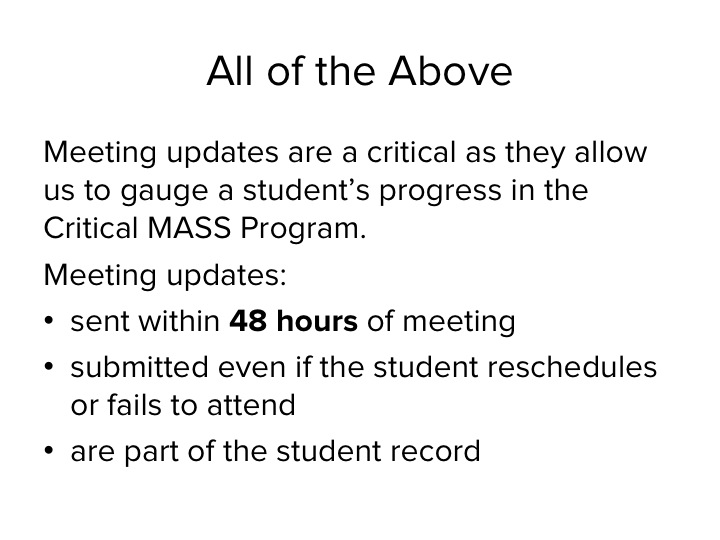 All of the Above
Meeting updates are a critical as they allow
us to gauge a student’s progress in the
Critical MASS Program.
Meeting updates:
• sent within 48 hours of meeting
• submitted even if the student reschedules
or fails to attend
• are part of the student record